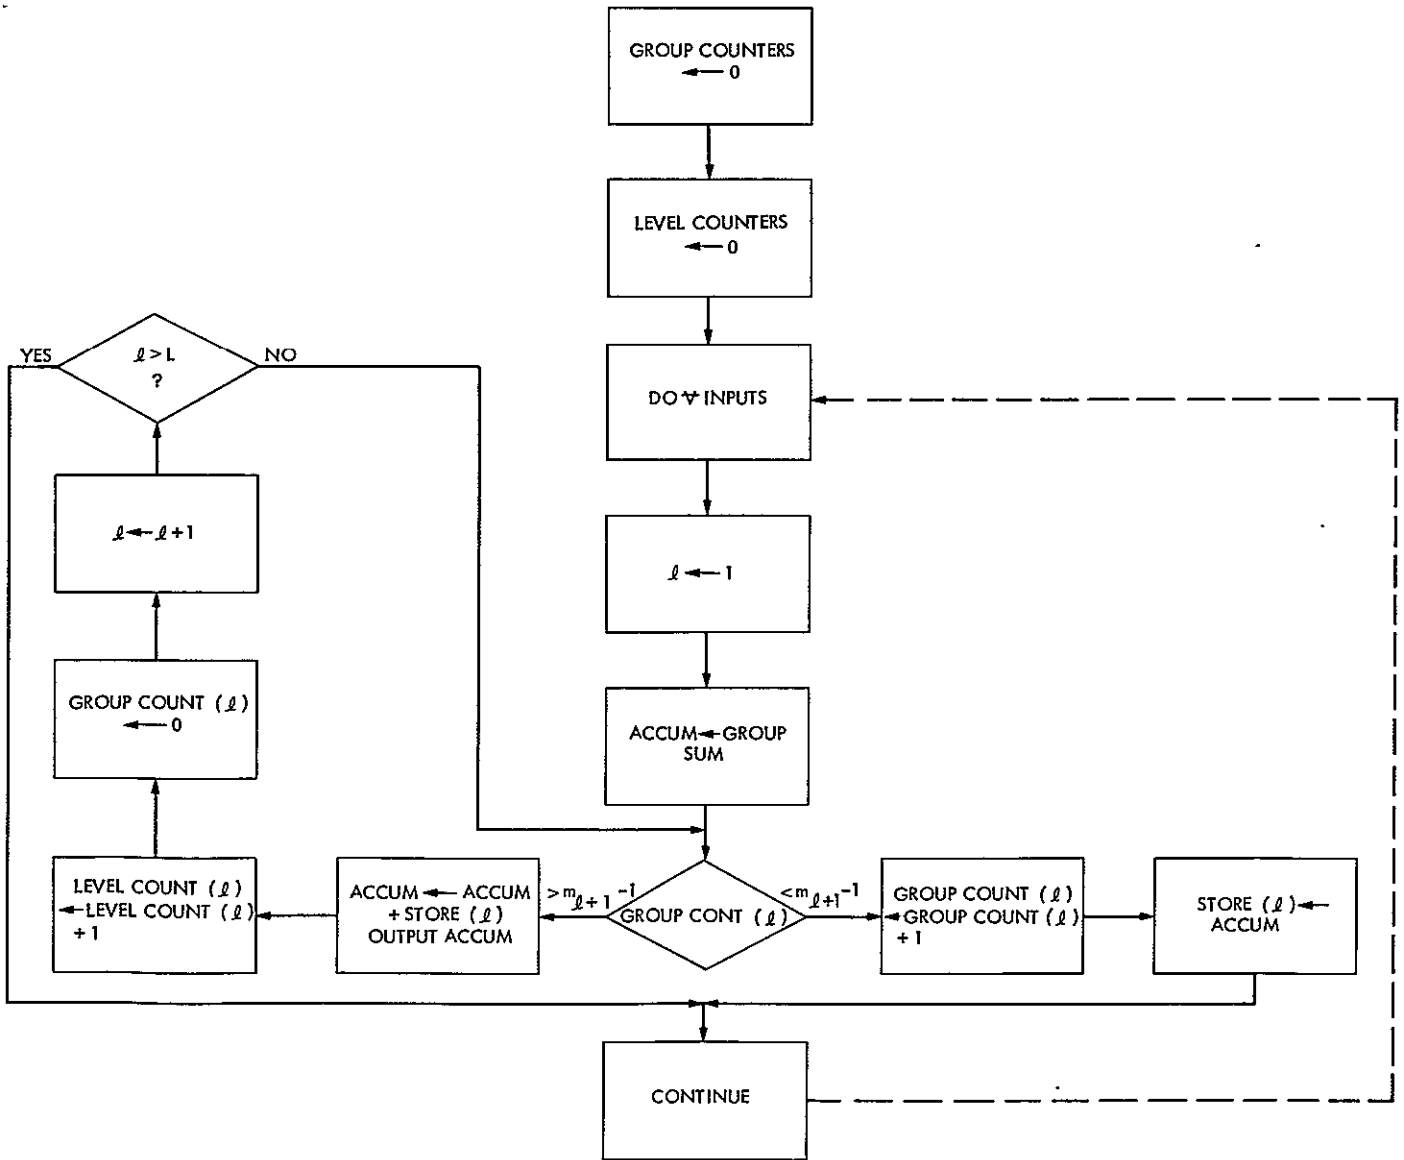 GROUP COUNTERS
← 0
LEVEL COUNTERS
← 0
DO ∀ INPUTS
ℓ ← 1
ACCUM ← GROUP
SUM
GROUP CONT (ℓ)
< m ℓ+1 -1
GROUP COUNT (ℓ)
← GROUP COUNT (ℓ)
+ 1
STORE (ℓ) ←
ACCUM
> m ℓ+1 -1
ACCUM ← ACCUM
+ STORE (ℓ)
OUTPUT ACCUM
LEVEL COUNT (ℓ)
← LEVEL COUNT (ℓ)
+ 1
GROUP COUNT (ℓ)
← 0
ℓ ← ℓ + 1
ℓ > L
?
YES
NO
CONTINUE